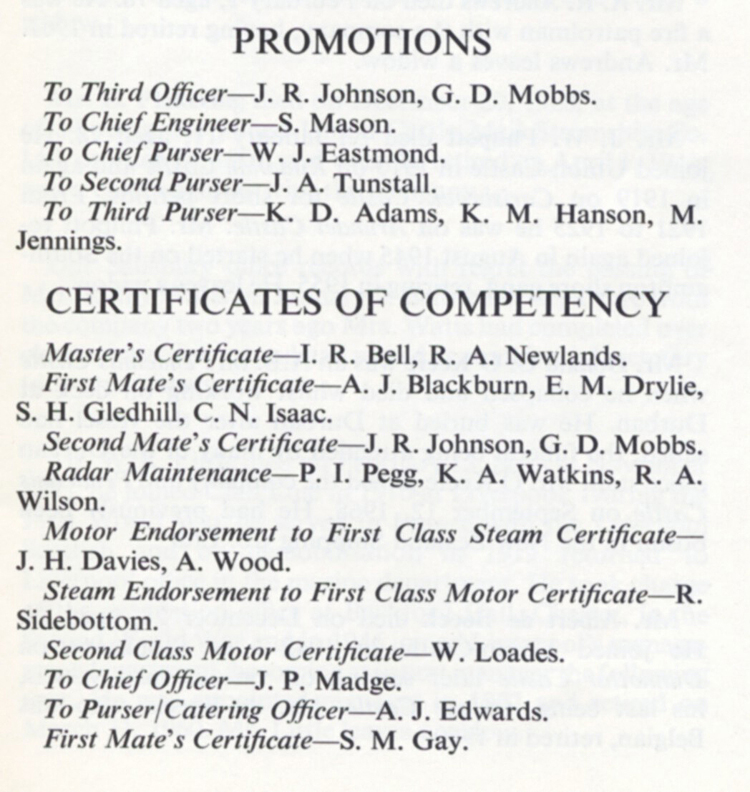 PROMOTIONS
To Third Officer—J. R. Johnson, G. D. Mobbs.
To Chief Engineer—S. Mason.
To Chief Purser—W. J. Eastmond.
To Second Purser—J. A. Tunstall.
To Third Purser—K. D. Adams, K. M. Hanson, M.
Jennings.
CERTIFICATES OF COMPETENCY
Master's Certificate—I. R. Bell, R. A. Newlands.
First Mate's Certificate—A. J. Blackburn, E. M. Drylie,
S. H. Gledhill, C. N. Isaac.
Second Mate's Certificate—J. R. Johnson, G. D. Mobbs.
Radar Maintenance—P. I. Pegg, K. A. Watkins, R. A.
Wilson.
Motor Endorsement to First Class Steam Certificate—
J. H. Davies, A. Wood.
Steam Endorsement to First Class Motor Certificate—R.
Sidebottom.
Second Class Motor Certificate—W. Loades.
To Chief Officer—J. P. Madge.
To Purser/Catering Officer—A. J. Edwards.
First Mate's Certificate—S. M. Gay.